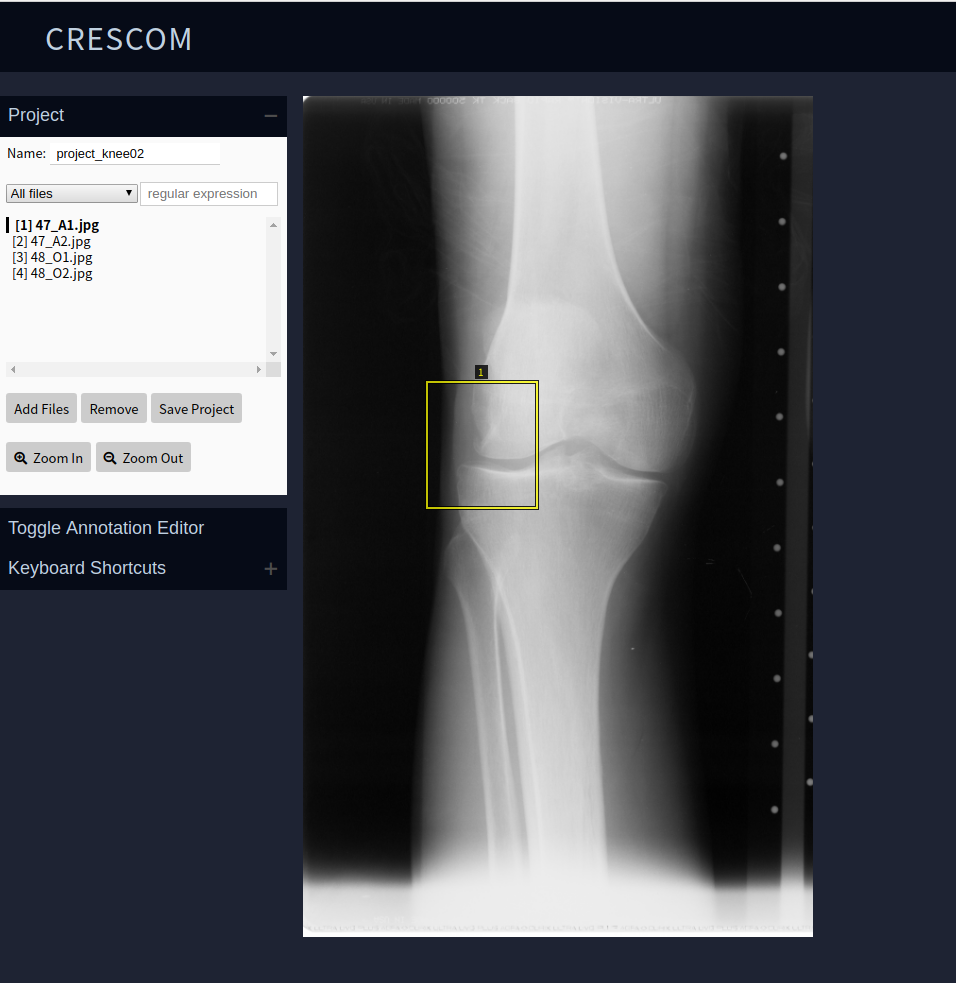 CRESCOM
Project
Name: project_knee02
All files regular expression
[1] 47_A1.jpg
[2] 47_A2.jpg
[3] 48_O1.jpg
[4] 48_O2.jpg
Add Files Remove Save Project
Zoom In Zoom Out
Toggle Annotation Editor
Keyboard Shortcuts
1